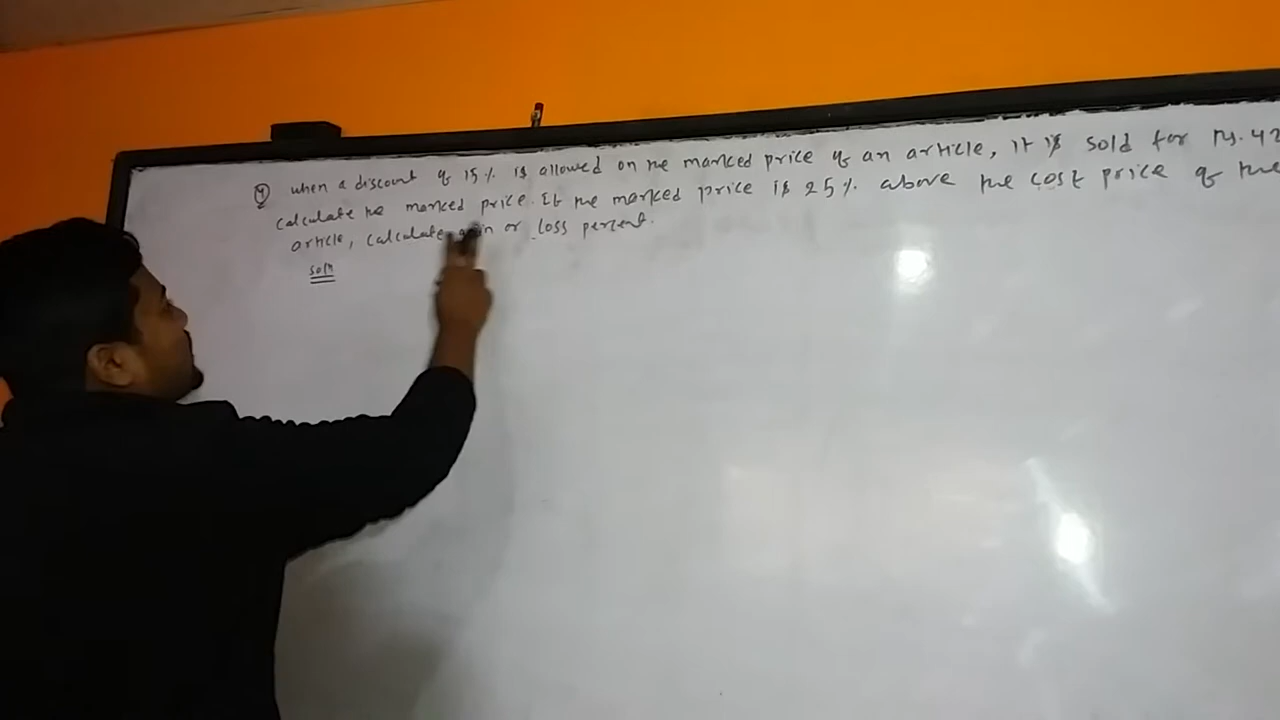 Q when a discount of 15% is allowed on the marked price of an article, it is sold for Rs. 42
calculate the marked price. If the marked price is 25% above the cost price of the
article, calculate gain or loss percent.
soln